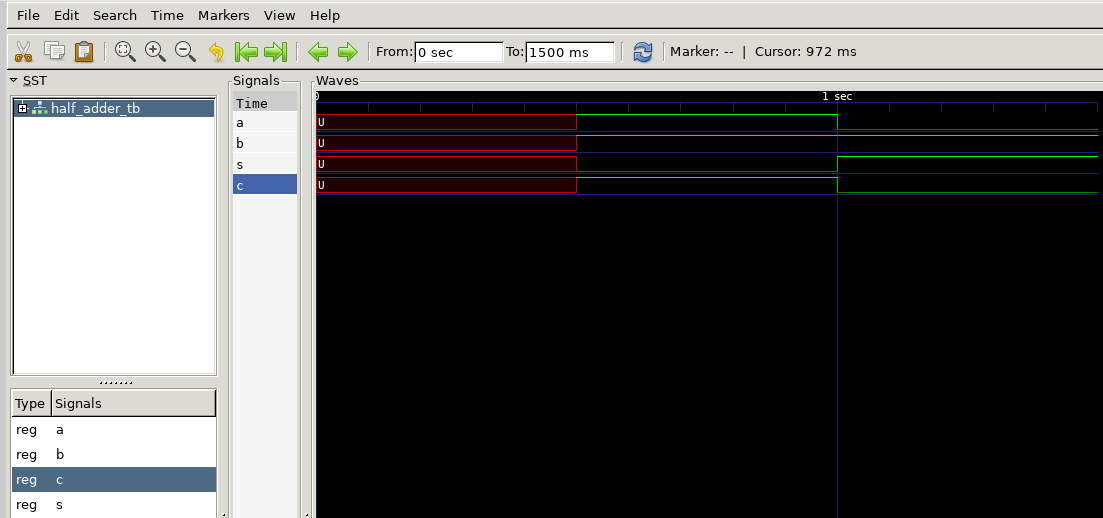 File Edit Search Time Markers View Help
From: 0 sec To: 1500 ms Marker: -- | Cursor: 972 ms
SST
half_adder_tb
Type Signals
reg a
reg b
reg c
reg s
Signals
Time
a
b
s
c
Waves
0 1 sec
U
U
U
U